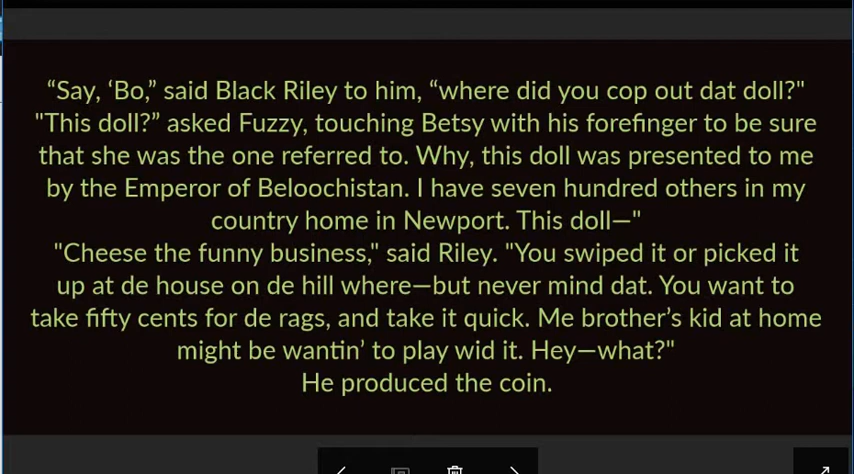 “Say, ‘Bo,” said Black Riley to him, “where did you cop out dat doll?"
"This doll?” asked Fuzzy, touching Betsy with his forefinger to be sure
that she was the one referred to. Why, this doll was presented to me
by the Emperor of Beloochistan. I have seven hundred others in my
country home in Newport. This doll—"
"Cheese the funny business," said Riley. "You swiped it or picked it
up at de house on de hill where—but never mind dat. You want to
take fifty cents for de rags, and take it quick. Me brother’s kid at home
might be wantin’ to play wid it. Hey—what?"
He produced the coin.